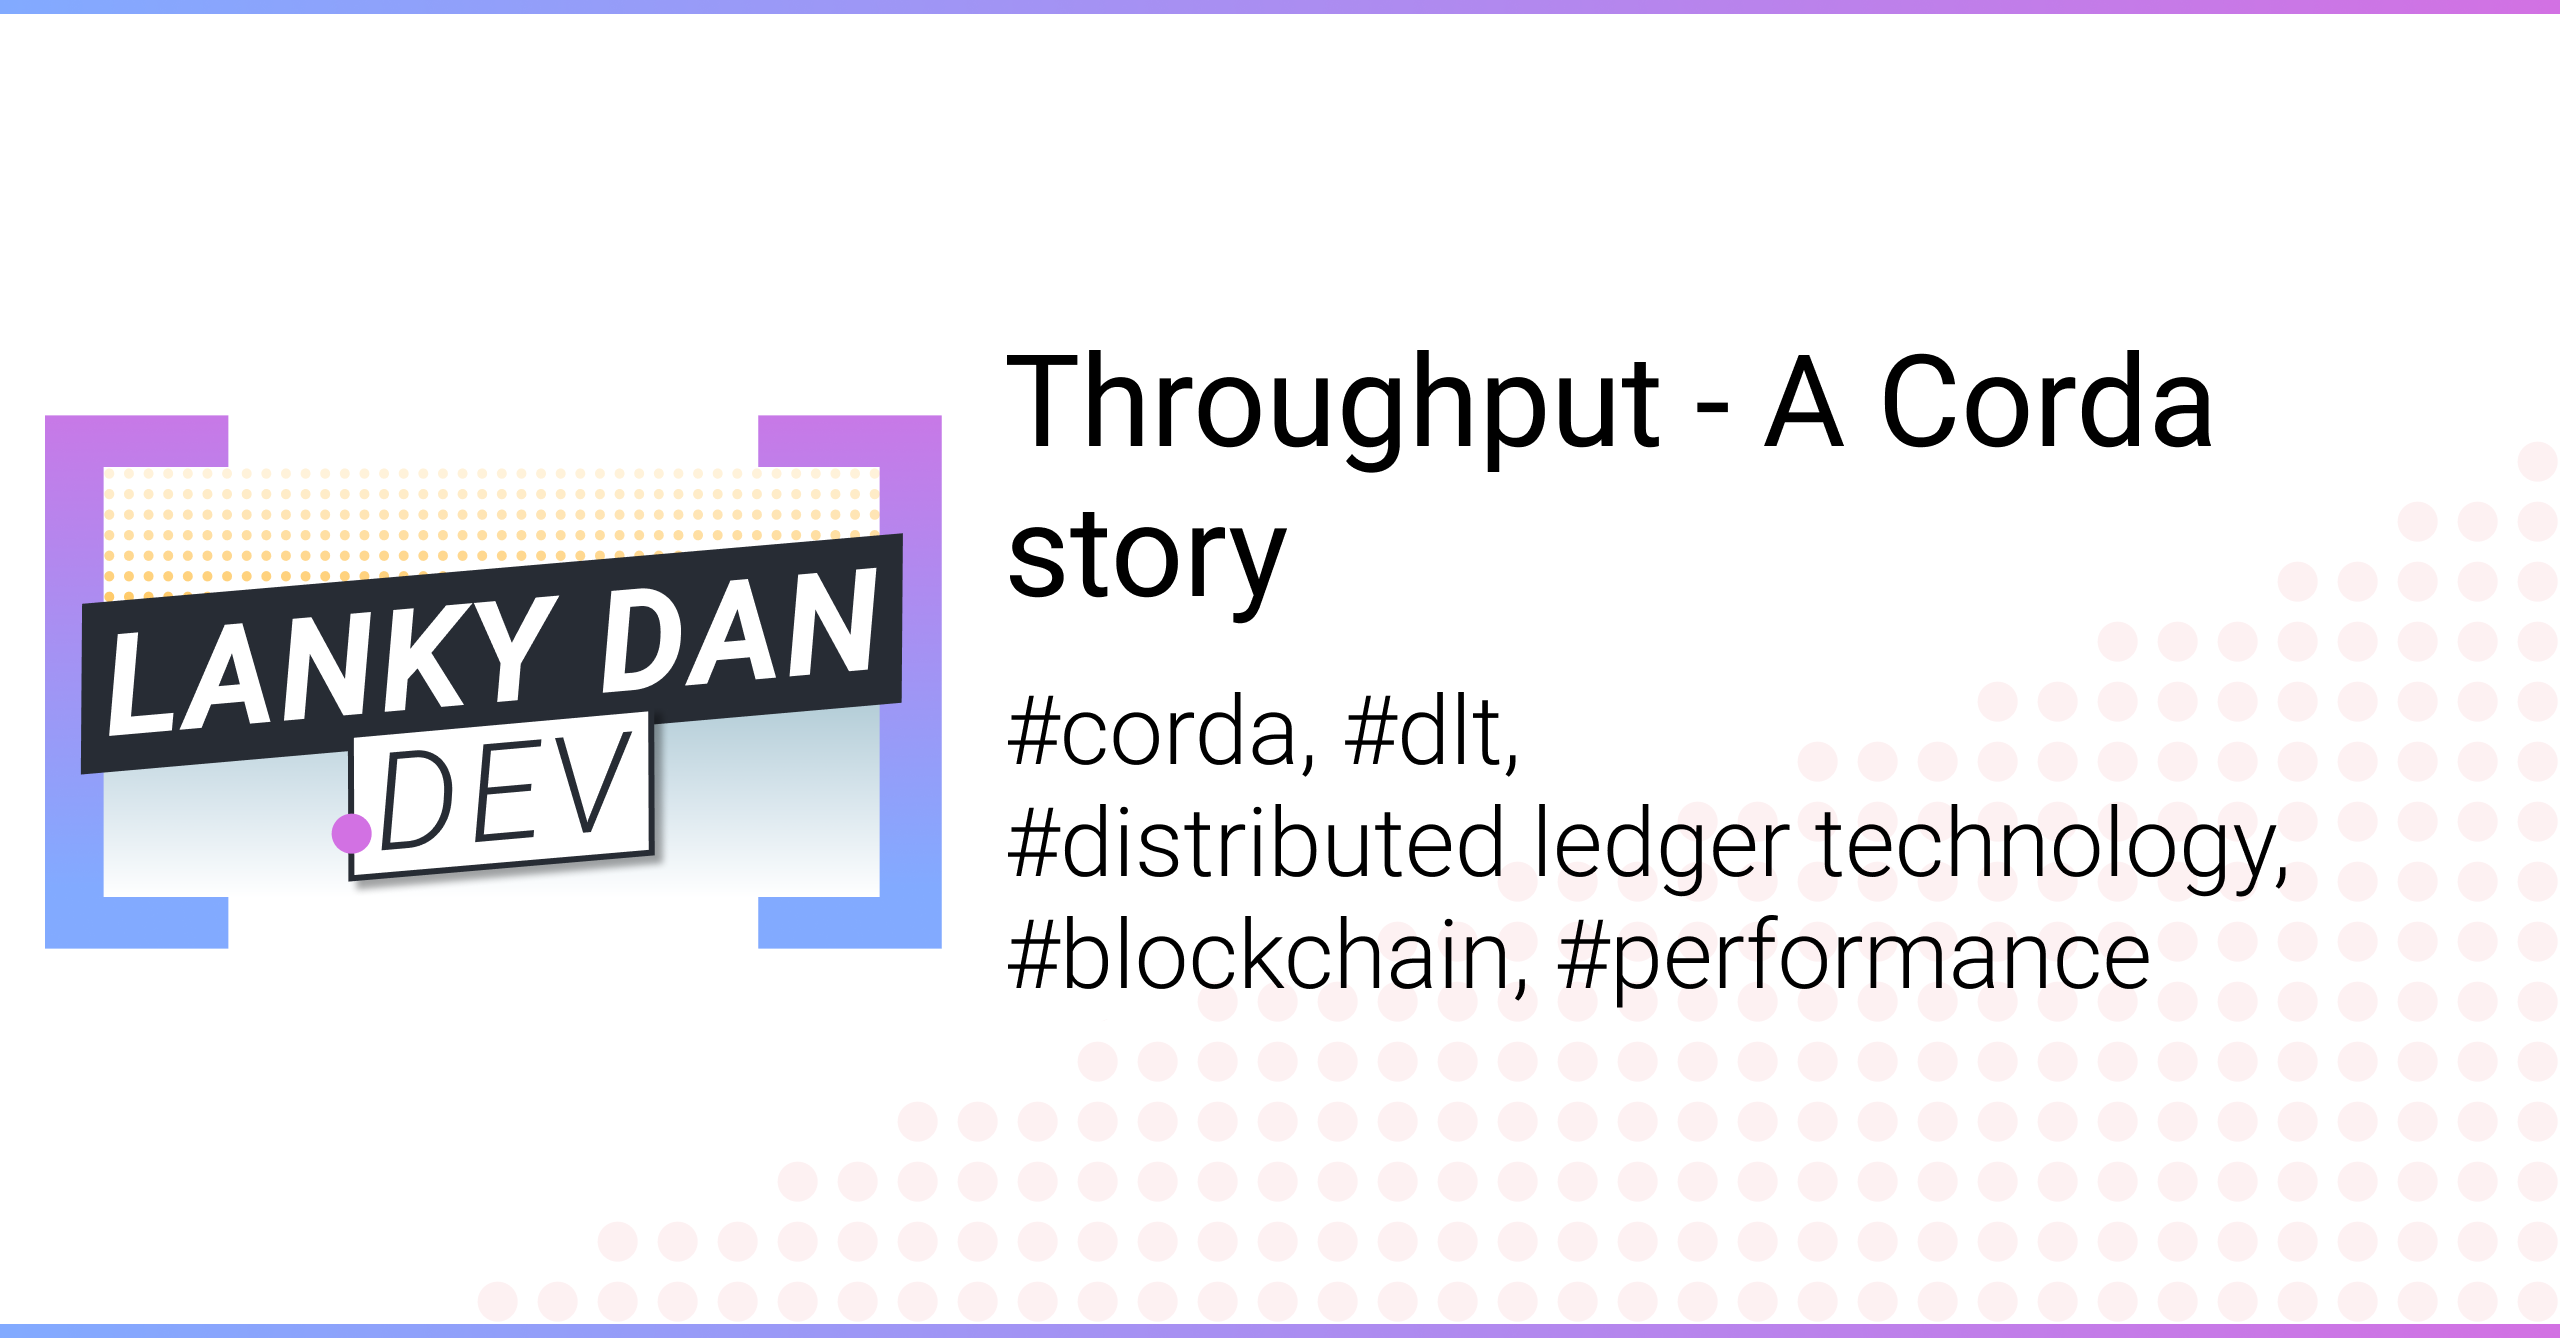 LANKY DAN
.DEV
Throughput - A Corda
story
#corda, #dlt,
#distributed ledger technology,
#blockchain, #performance